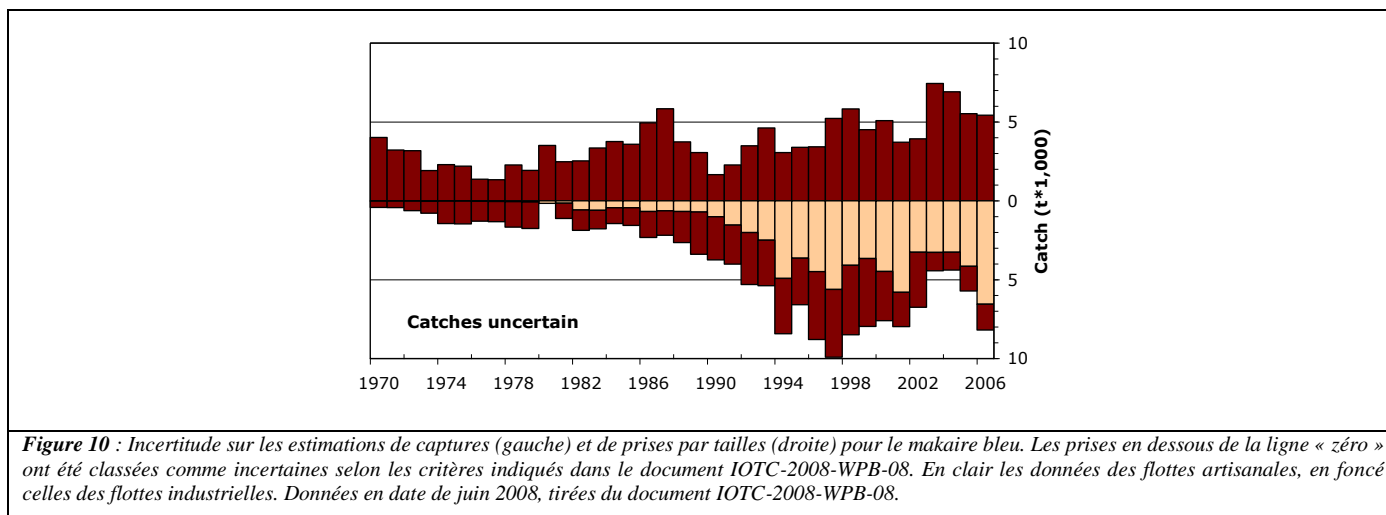 10
5
0
5
10
Catch (t*1,000)
Catches uncertain
1970 1974 1978 1982 1986 1990 1994 1998 2002 2006
Figure 10 : Incertitude sur les estimations de captures (gauche) et de prises par tailles (droite) pour le makaire bleu. Les prises en dessous de la ligne « zéro »
ont été classées comme incertaines selon les critères indiqués dans le document IOTC-2008-WPB-08. En clair les données des flottes artisanales, en foncé
celles des flottes industrielles. Données en date de juin 2008, tirées du document IOTC-2008-WPB-08.